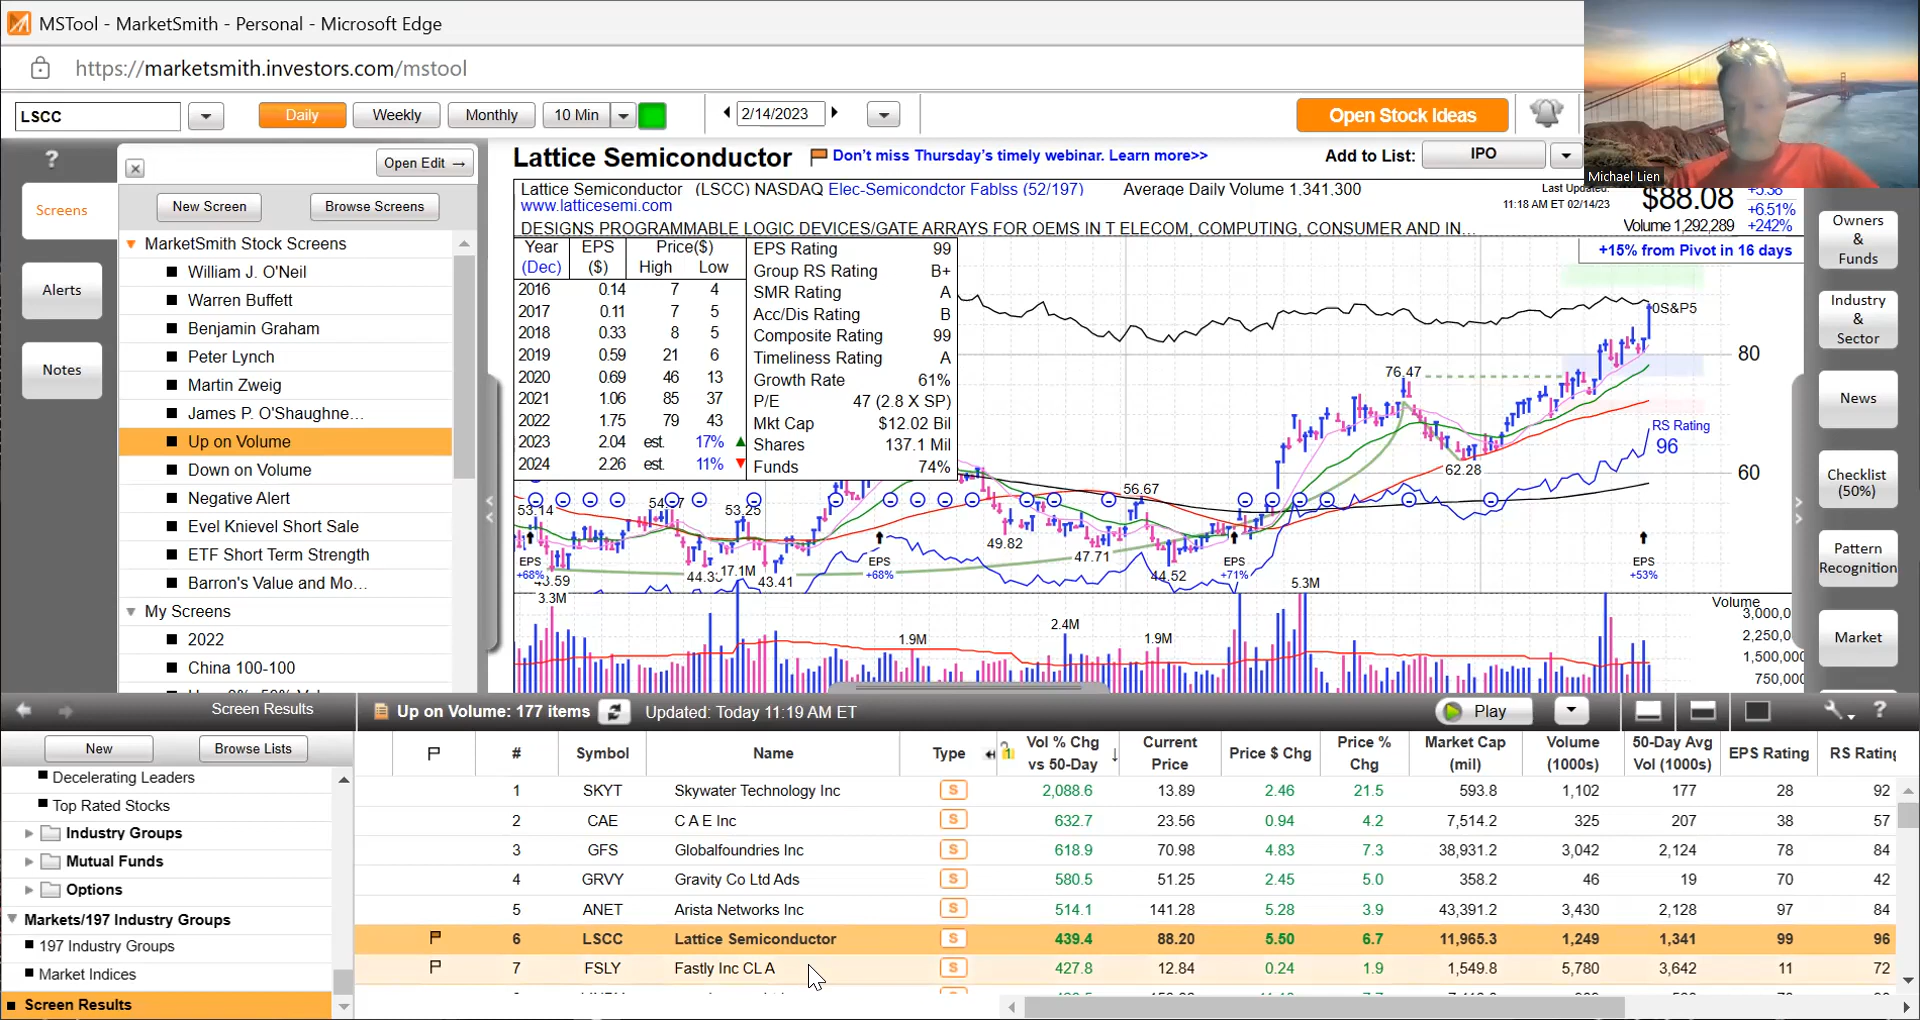 MSTool - MarketSmith - Personal - Microsoft Edge
https://marketsmith.investors.com/mstool
LSCC
Daily
Weekly
Monthly
10 Min
2/14/2023
Open Stock Ideas
Michael Lien
?
Screens
Alerts
Notes
Open Edit →
New Screen
Browse Screens
MarketSmith Stock Screens
William J. O'Neil
Warren Buffett
Benjamin Graham
Peter Lynch
Martin Zweig
James P. O'Shaughne…
Up on Volume
Down on Volume
Negative Alert
Evel Knievel Short Sale
ETF Short Term Strength
Barron's Value and Mo…
My Screens
2022
China 100-100
Lattice Semiconductor
Don't miss Thursday's timely webinar. Learn more>>
Add to List:
IPO
Lattice Semiconductor (LSCC) NASDAQ Elec-Semicondctor Fablss (52/197) Average Daily Volume 1,341,300
www.latticesemi.com
DESIGNS PROGRAMMABLE LOGIC DEVICES/GATE ARRAYS FOR OEMS IN T ELECOM, COMPUTING, CONSUMER AND IN…
Last Updated:
11:18 AM ET 02/14/23
$88.08
+5.38
+6.51%
Volume 1,292,289
+242%
+15% from Pivot in 16 days
Year EPS Price($)
(Dec) ($) High Low
2016 0.14 7 4
2017 0.11 7 5
2018 0.33 8 5
2019 0.59 21 6
2020 0.69 46 13
2021 1.06 85 37
2022 1.75 79 43
2023 2.04 est. 17%
2024 2.26 est. 11%
EPS Rating 99
Group RS Rating B+
SMR Rating A
Acc/Dis Rating B
Composite Rating 99
Timeliness Rating A
Growth Rate 61%
P/E 47 (2.8 X SP)
Mkt Cap $12.02 Bil
Shares 137.1 Mil
Funds 74%
0S&P5
80
76.47
RS Rating
96
62.28
60
56.67
53.14
53.25
49.82
47.71
44.52
43.41
17.1M
EPS
+68%
EPS
+68%
EPS
+71%
EPS
+53%
3.3M
1.9M
2.4M
1.9M
5.3M
Volume
3,000,0
2,250,0
1,500,000
750,000
Owners
&
Funds
Industry
&
Sector
News
Checklist
(50%)
Pattern
Recognition
Market
Screen Results
Up on Volume: 177 items
Updated: Today 11:19 AM ET
Play
?
New
Browse Lists
Decelerating Leaders
Top Rated Stocks
Industry Groups
Mutual Funds
Options
Markets/197 Industry Groups
197 Industry Groups
Market Indices
Screen Results
# Symbol Name Type Vol % Chg vs 50-Day Current Price Price $ Chg Price % Chg Market Cap (mil) Volume (1000s) 50-Day Avg Vol (1000s) EPS Rating RS Rating
1 SKYT Skywater Technology Inc S 2,088.6 13.89 2.46 21.5 593.8 1,102 177 28 92
2 CAE C A E Inc S 632.7 23.56 0.94 4.2 7,514.2 325 207 38 57
3 GFS Globalfoundries Inc S 618.9 70.98 4.83 7.3 38,931.2 3,042 2,124 78 84
4 GRVY Gravity Co Ltd Ads S 580.5 51.25 2.45 5.0 358.2 46 19 70 42
5 ANET Arista Networks Inc S 514.1 141.28 5.28 3.9 43,391.2 3,430 2,128 97 84
6 LSCC Lattice Semiconductor S 439.4 88.20 5.50 6.7 11,965.3 1,249 1,341 99 96
7 FSLY Fastly Inc CL A S 427.8 12.84 0.24 1.9 1,549.8 5,780 3,642 11 72